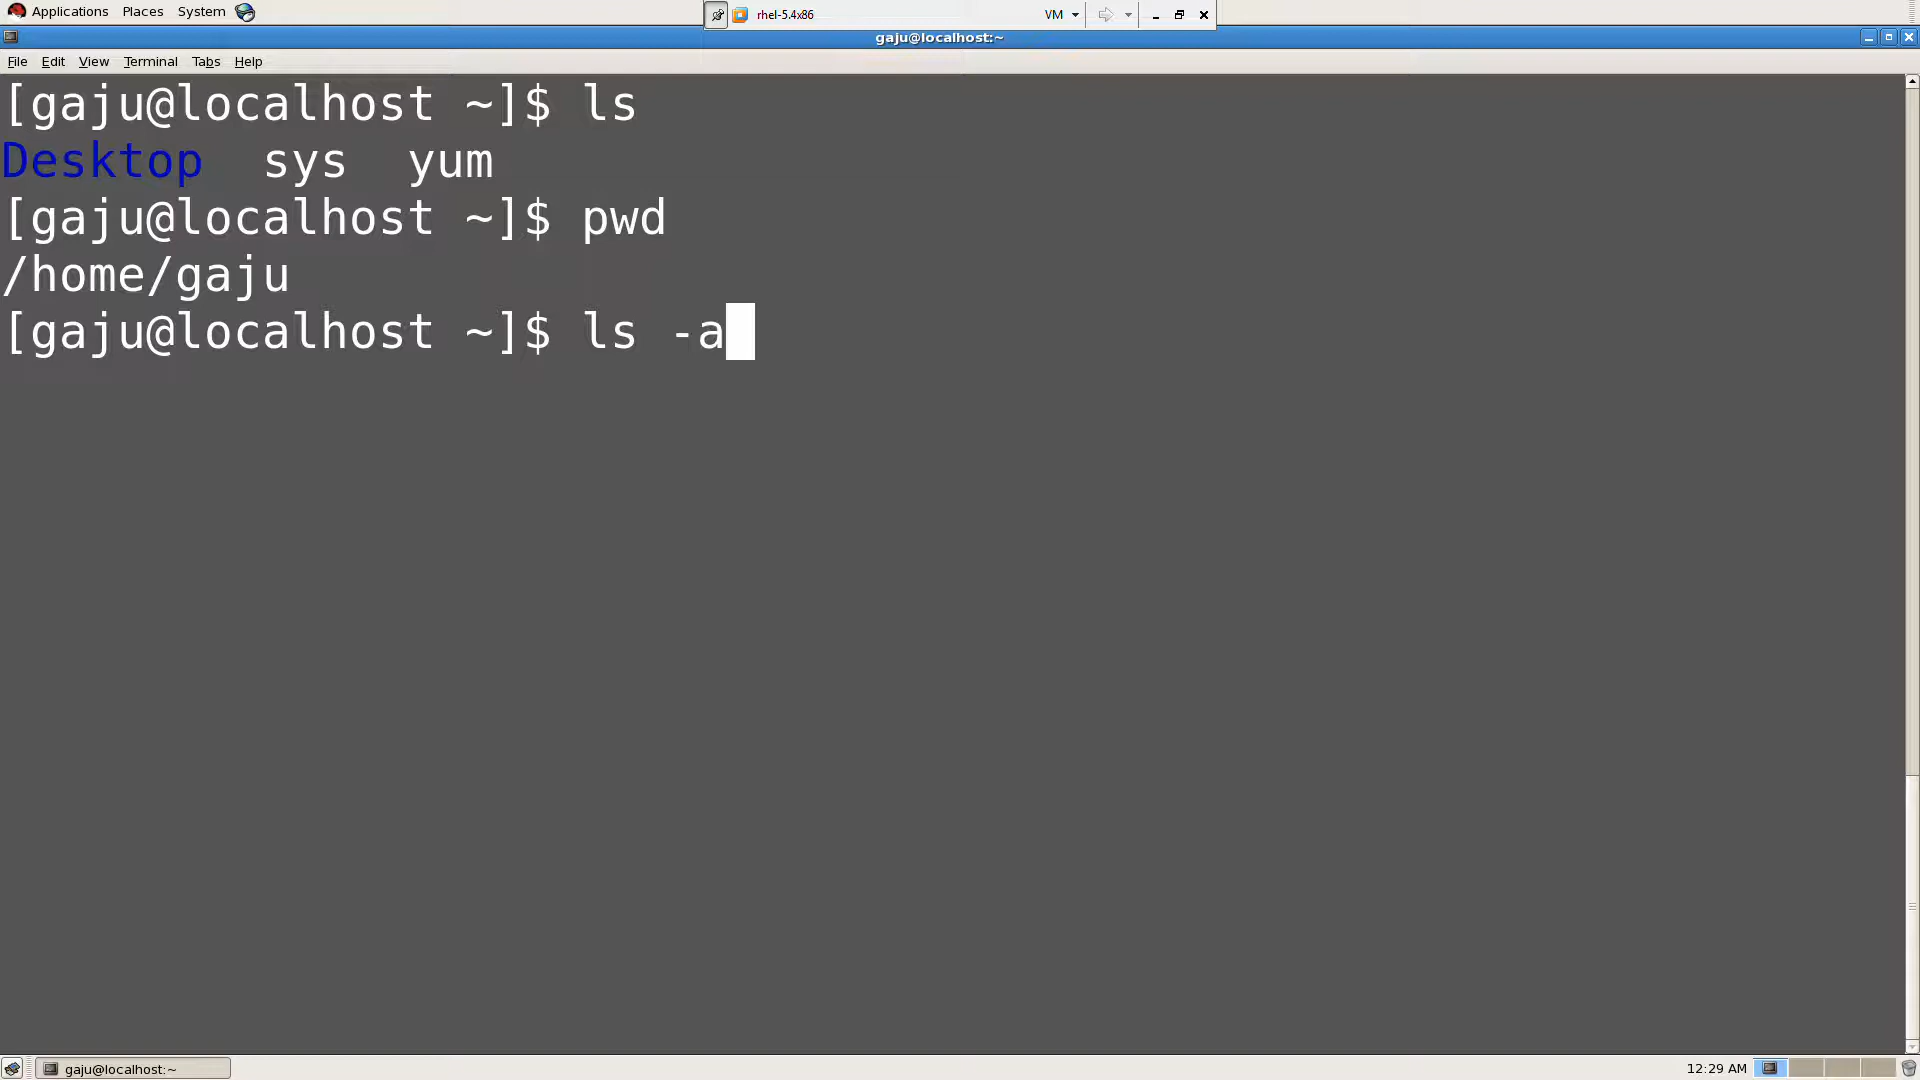 Applications Places System
rhel-5.4x86 VM
gaju@localhost:~
File Edit View Terminal Tabs Help
[gaju@localhost ~]$ ls
Desktop sys yum
[gaju@localhost ~]$ pwd
/home/gaju
[gaju@localhost ~]$ ls -a
gaju@localhost:~
12:29 AM